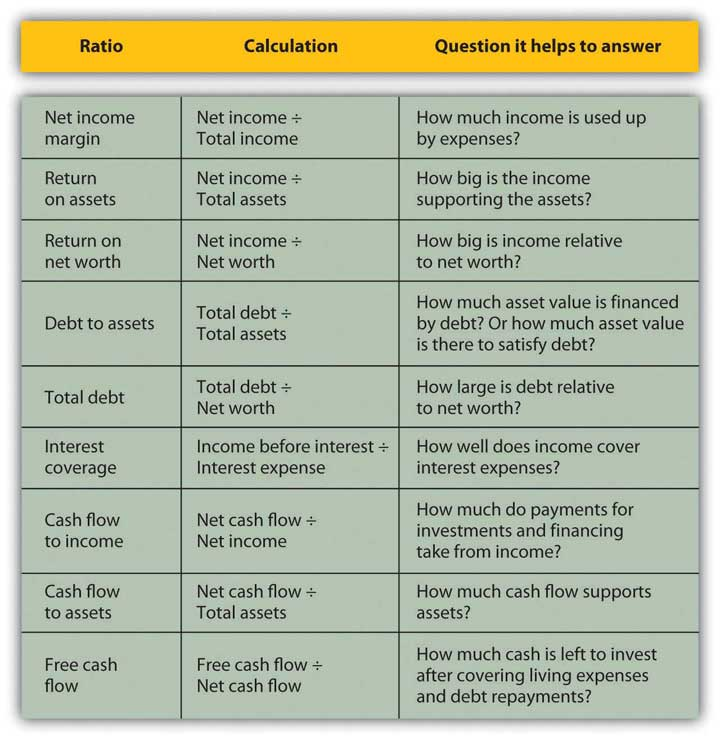 Ratio
Calculation
Question it helps to answer
Net income
margin
Net income ÷
Total income
How much income is used up
by expenses?
Return
on assets
Net income ÷
Total assets
How big is the income
supporting the assets?
Return on
net worth
Net income ÷
Net worth
How big is income relative
to net worth?
Debt to assets
Total debt ÷
Total assets
How much asset value is financed
by debt? Or how much asset value
is there to satisfy debt?
Total debt
Total debt ÷
Net worth
How large is debt relative
to net worth?
Interest
coverage
Income before interest ÷
Interest expense
How well does income cover
interest expenses?
Cash flow
to income
Net cash flow ÷
Net income
How much do payments for
investments and financing
take from income?
Cash flow
to assets
Net cash flow ÷
Total assets
How much cash flow supports
assets?
Free cash
flow
Free cash flow ÷
Net cash flow
How much cash is left to invest
after covering living expenses
and debt repayments?